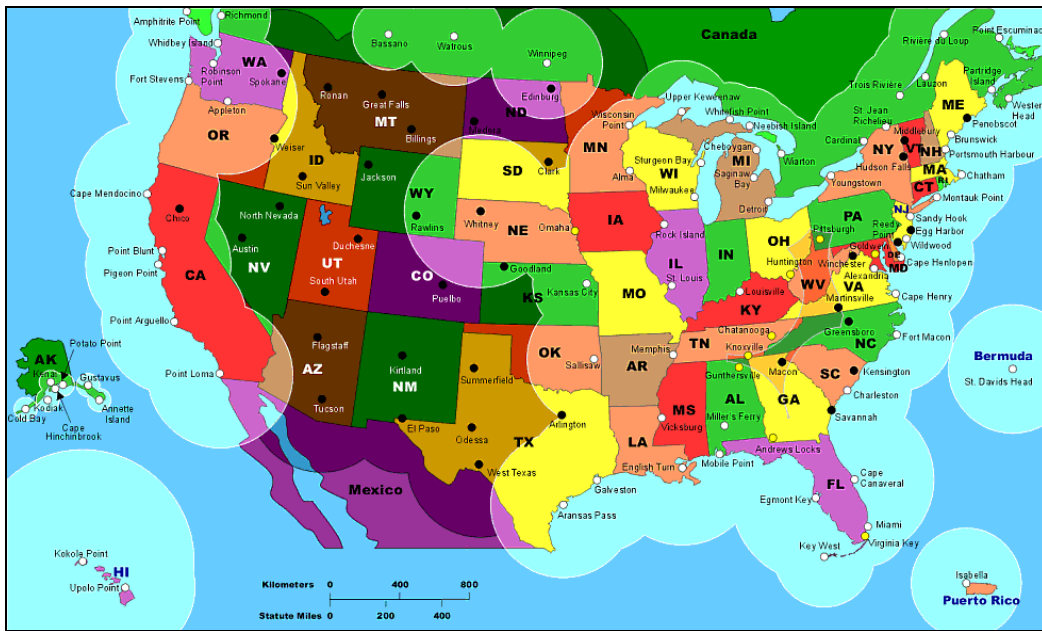 Amphitrite Point
Richmond
Whidbey Island
WA
Robinson
Point
Spokane
Fort Stevens
Appleton
OR
Weiser
ID
Sun Valley
Cape Mendocino
Chico
North Nevada
Austin
NV
CA
Point Blunt
Pigeon Point
Point Arguello
Point Loma
Ronan
Great Falls
MT
Billings
Jackson
WY
Rawlins
UT
Duchesne
South Utah
CO
Puelbo
Flagstaff
AZ
Tucson
Kirtland
NM
El Paso
Bassano
Watrous
Winnipeg
Canada
Edinburg
ND
Medora
SD
Clark
Whitney
NE
Omaha
Goodland
KS
Kansas City
OK
Sallisaw
Summerfield
Odessa
TX
Arlington
West Texas
Mexico
Galveston
Aransas Pass
Wisconsin
Point
MN
Alma
IA
MO
AR
LA
English Turn
Upper Keweenaw
Whitefish Point
Neebish Island
Cheboygan
Sturgeon Bay
WI
MI
Saginaw
Bay
Milwaukee
Detroit
Wiarton
Rock Island
IL
St. Louis
IN
OH
Huntington
Louisville
KY
WV
Chatanooga
TN
Knoxville
Memphis
Gunthersville
MS
Vicksburg
AL
Miller's Ferry
Mobile Point
Macon
GA
Andrews Locks
FL
Egmont Key
Cape
Canaveral
Miami
Virginia Key
Key West
Savannah
Charleston
Kensington
SC
Greensboro
NC
Fort Macon
Martinsville
VA
Cape Henry
Alexandria
Winchester
MD
DE
Cape Henlopen
Wildwood
Egg Harbor
Sandy Hook
Reedy
Point
NJ
Pittsburgh
PA
Youngstown
Hudson Falls
NY
Middlebury
VT
NH
MA
CT
RI
Montauk Point
Chatham
Portsmouth Harbour
Brunswick
Penobscot
ME
Cardinal
St. Jean
Richelieu
Trois Rivière
Lauzon
Rivière du Loup
Point Escuminac
Partridge
Island
Western
Head
AK
Potato Point
Kenai
Gustavus
Kodiak
Cold Bay
Annette
Island
Cape
Hinchinbrook
Kokole Point
HI
Upolo Point
Bermuda
St. Davids Head
Isabella
Puerto Rico
Kilometers
0
400
800
Statute Miles
0
200
400